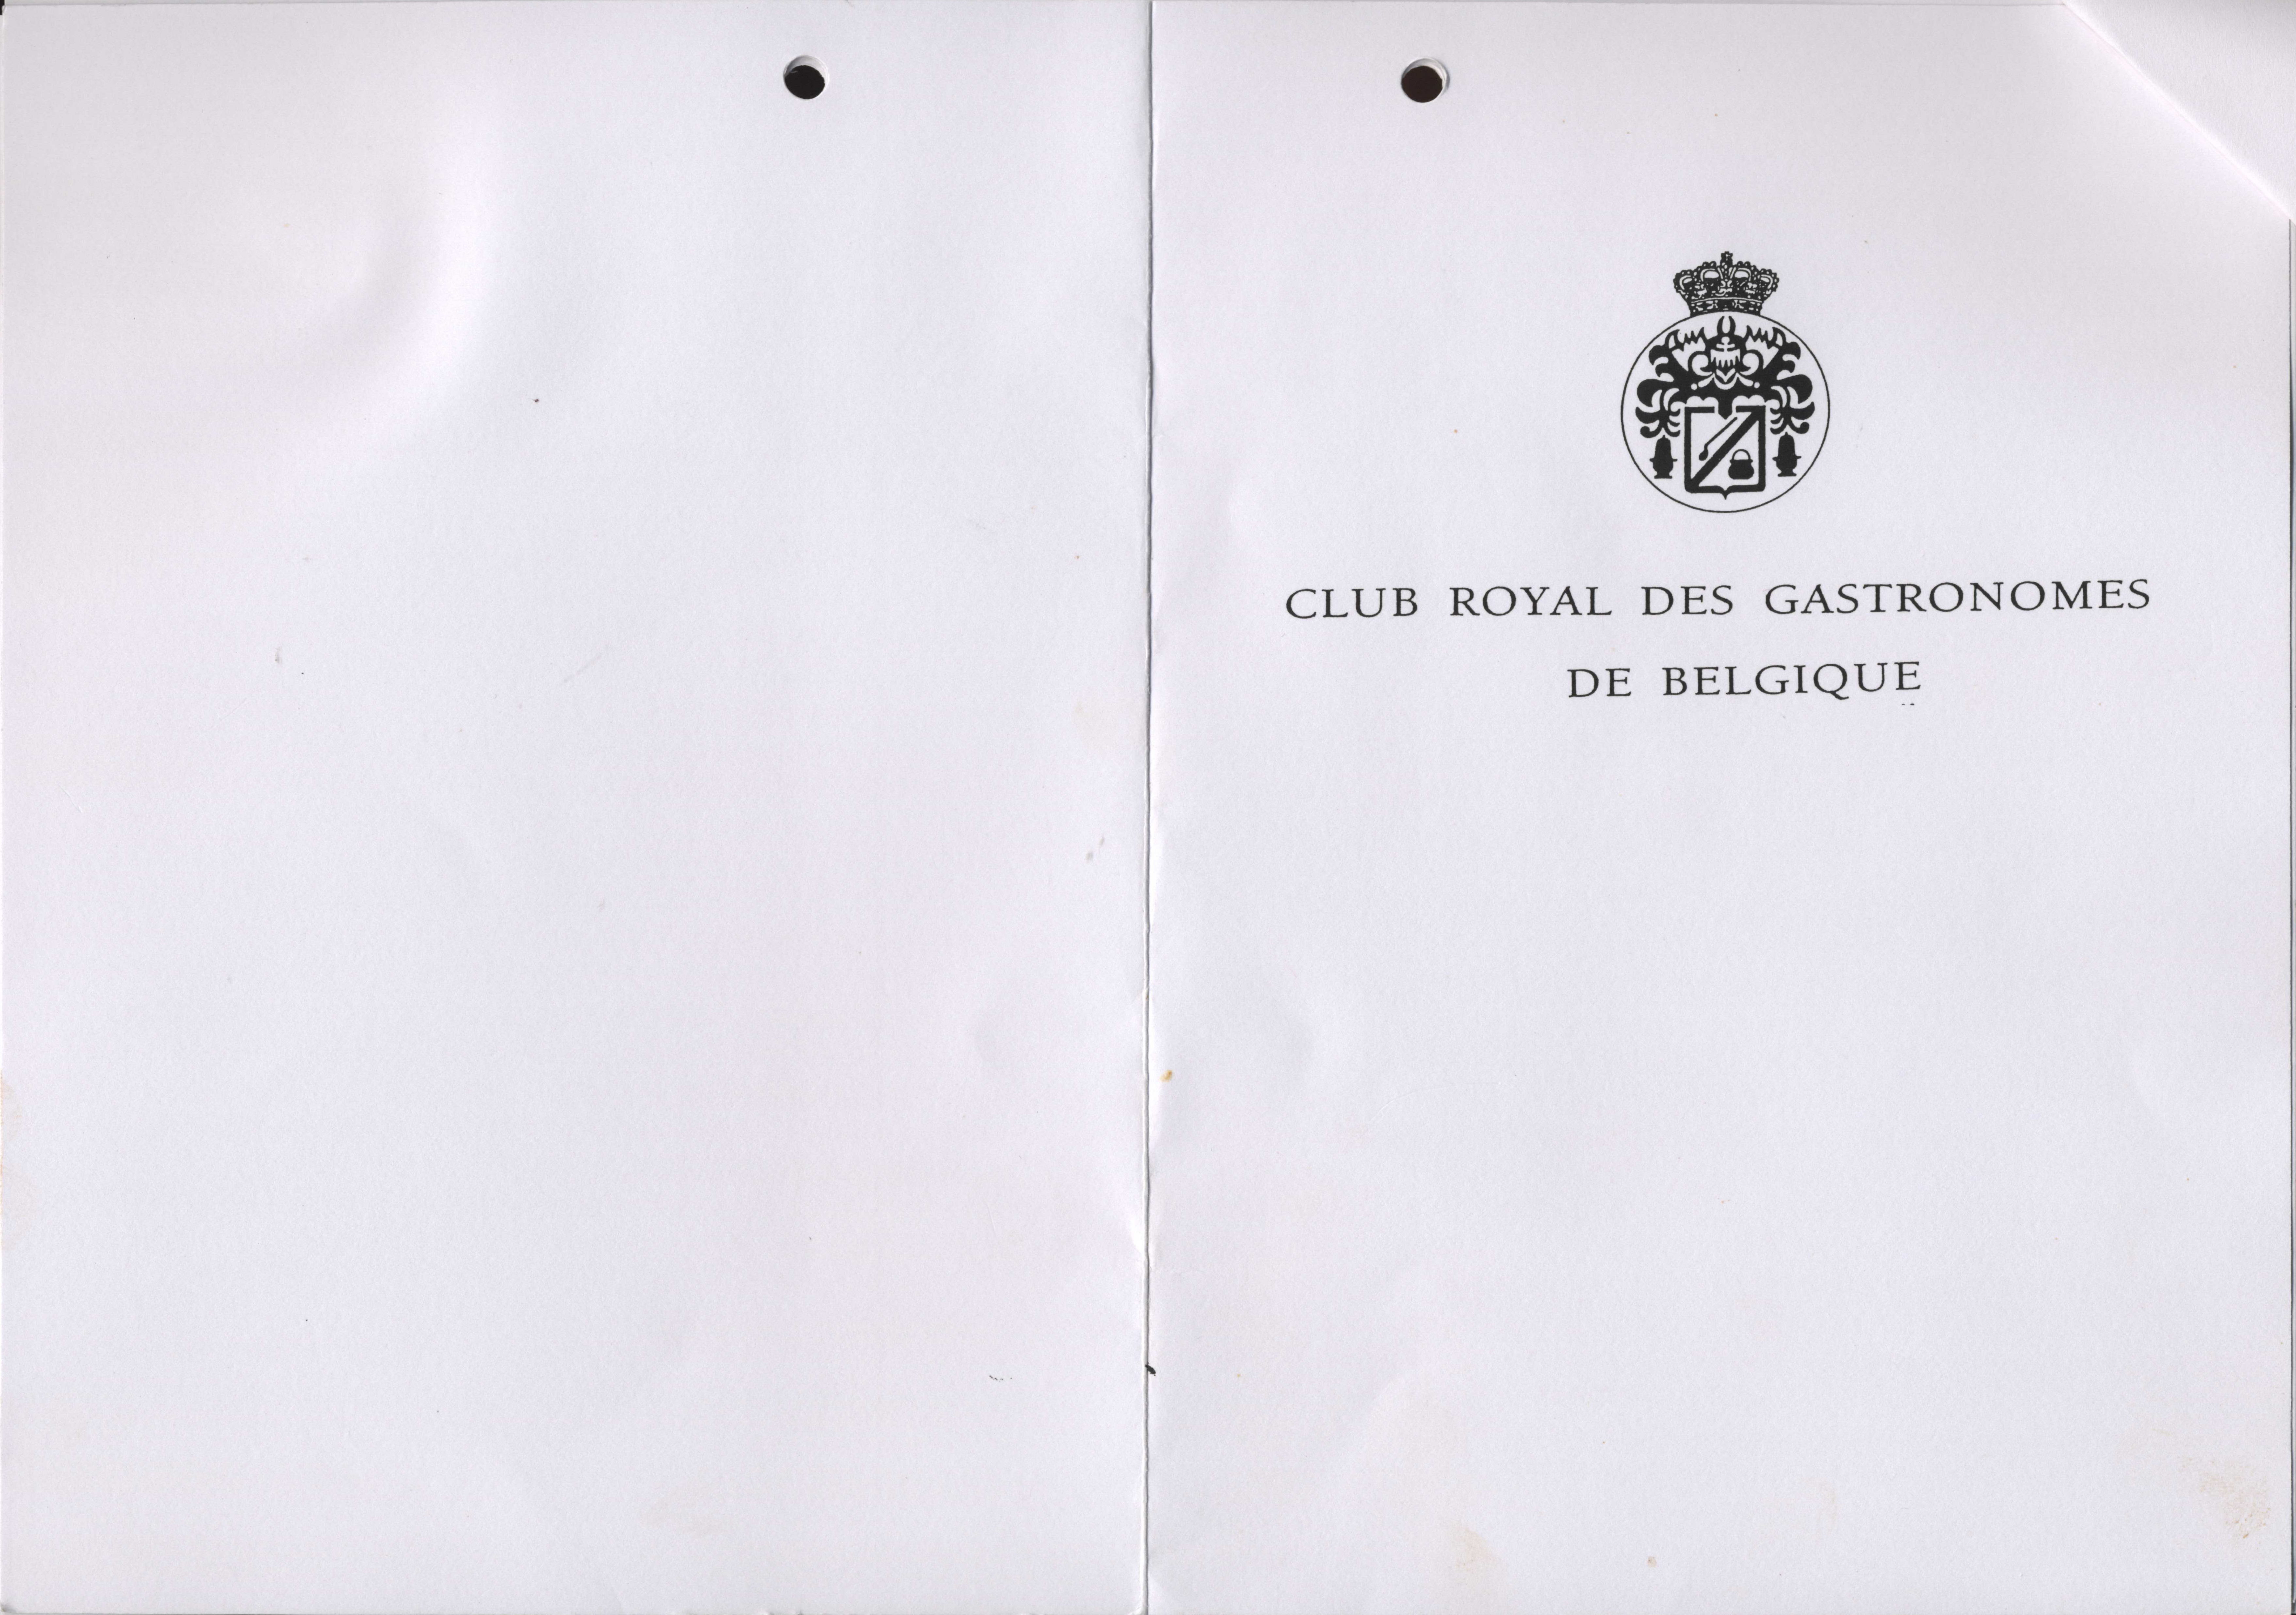 CLUB ROYAL DES GASTRONOMES
DE BELGIQUE